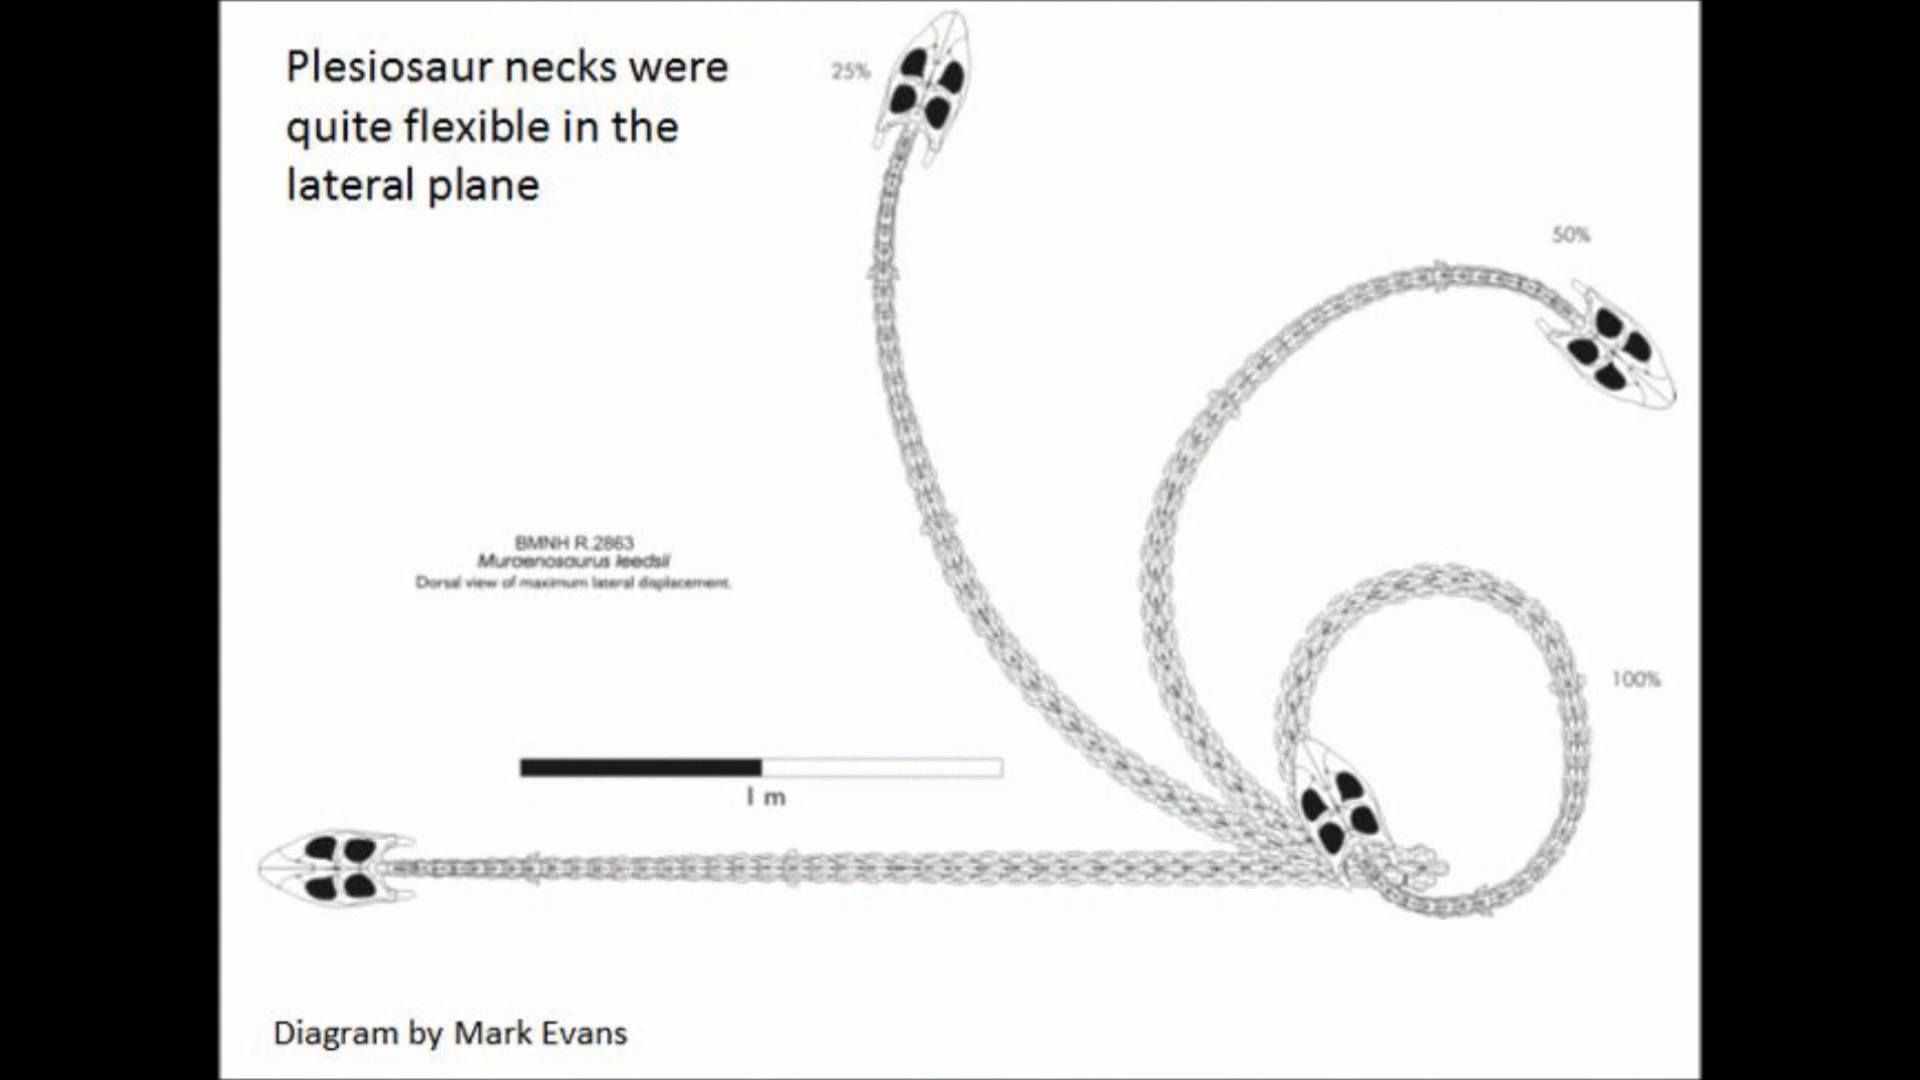 Plesiosaur necks were
quite flexible in the
lateral plane
25%
50%
BMNH R.2863
Muraenosaurus leedsii
Dorsal view of maximum lateral displacement.
100%
1 m
Diagram by Mark Evans